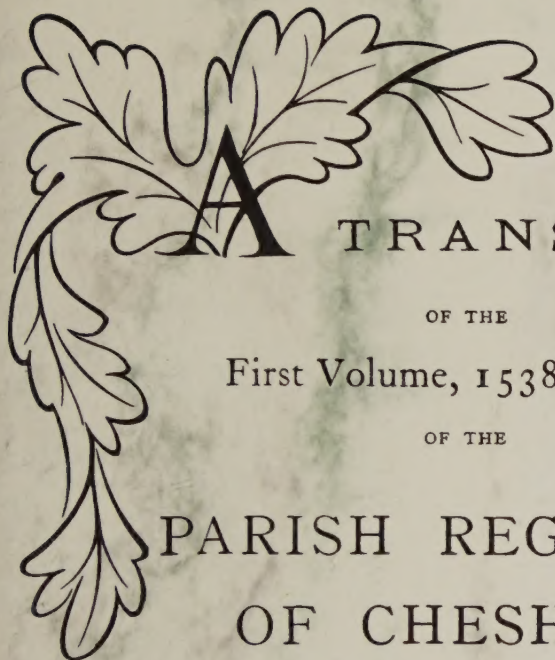 A TRANS
OF THE
First Volume, 1538
OF THE
PARISH REG
OF CHESH